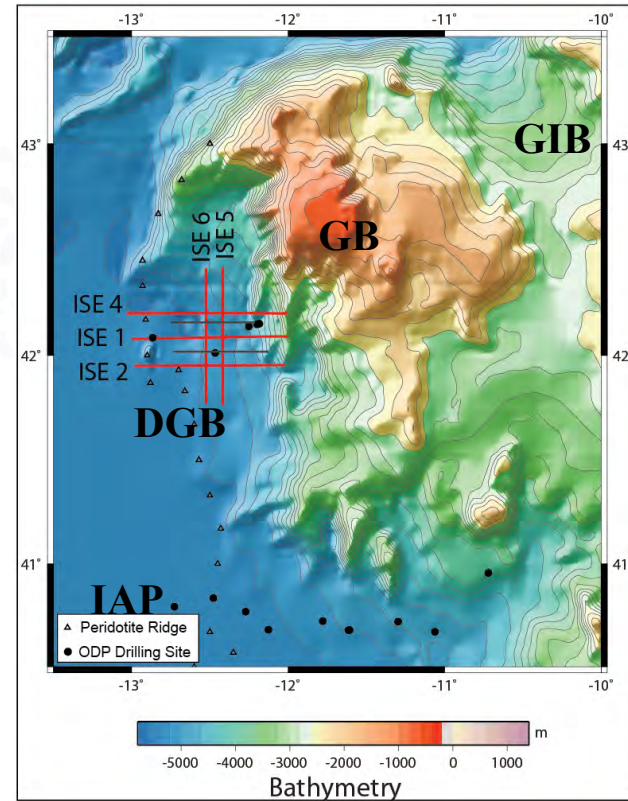 -13° -12° -11° -10°
43°
43°
GIB
ISE 6
ISE 5
GB
ISE 4
42°
42°
ISE 1
ISE 2
DGB
41°
41°
IAP
Peridotite Ridge
ODP Drilling Site
-13° -12° -11° -10°
m
-5000 -4000 -3000 -2000 -1000 0 1000
Bathymetry